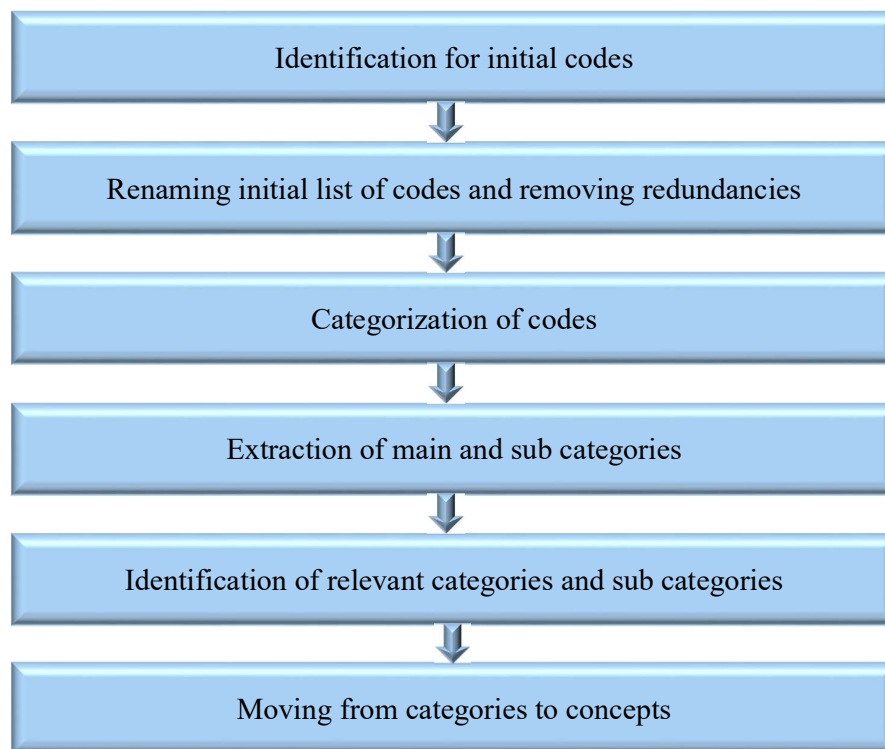 Identification for initial codes
Renaming initial list of codes and removing redundancies
Categorization of codes
Extraction of main and sub categories
Identification of relevant categories and sub categories
Moving from categories to concepts